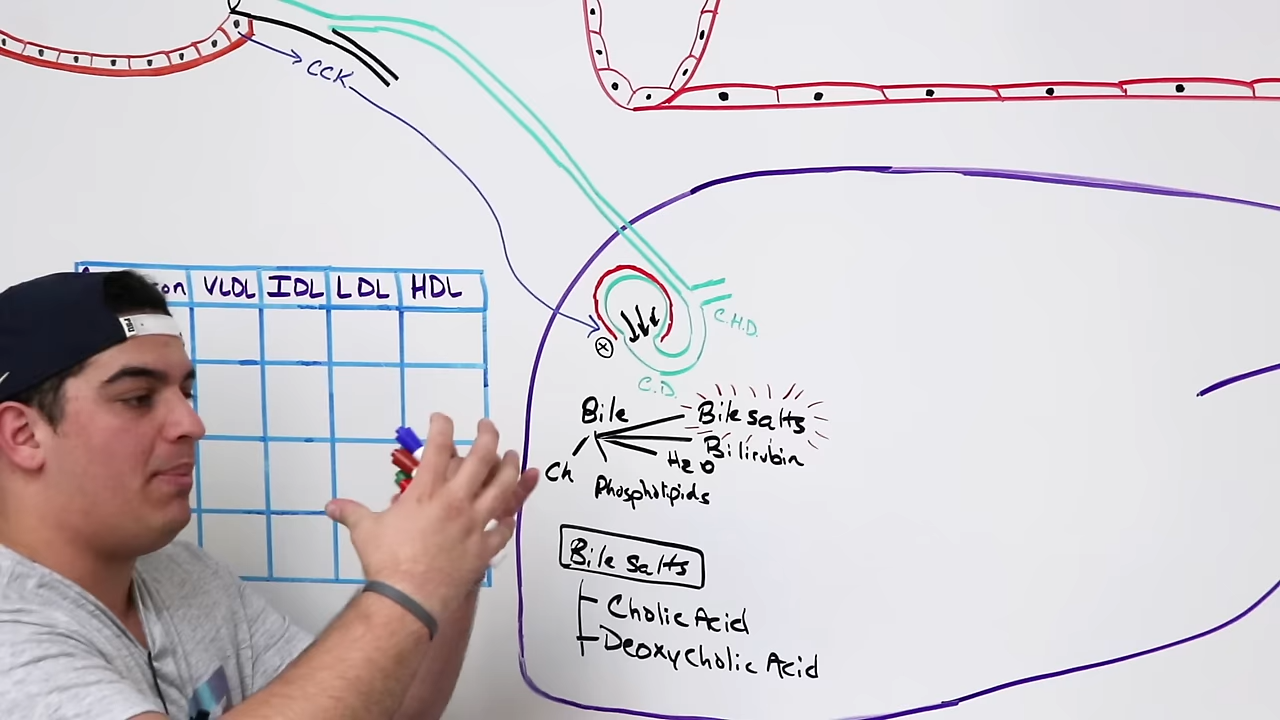 CCK
VLDL IDL LDL HDL
C.H.D.
+
C.D.
Bile
Bile salts
Bilirubin
H2O
Ch
Phospholipids
Bile salts
Cholic Acid
Deoxycholic Acid